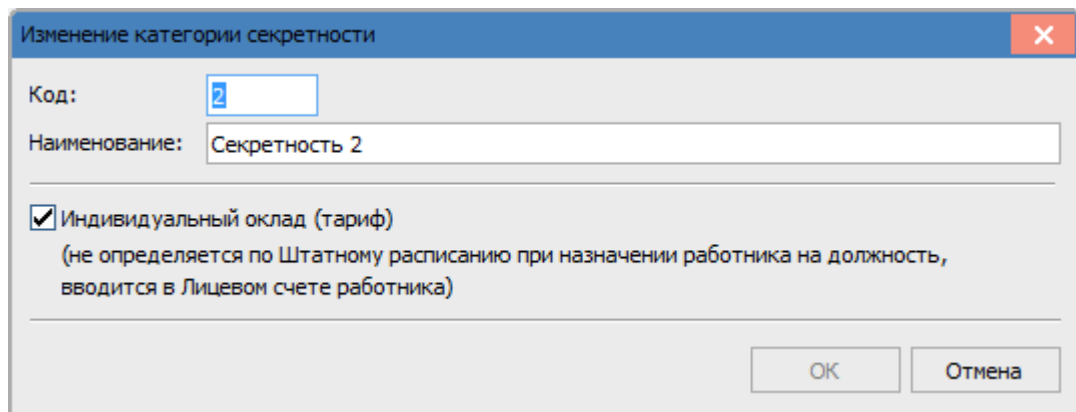 Изменение категории секретности
Код: 2
Наименование: Секретность 2
Индивидуальный оклад (тариф)
(не определяется по Штатному расписанию при назначении работника на должность,
вводится в Лицевом счете работника)
ОК Отмена